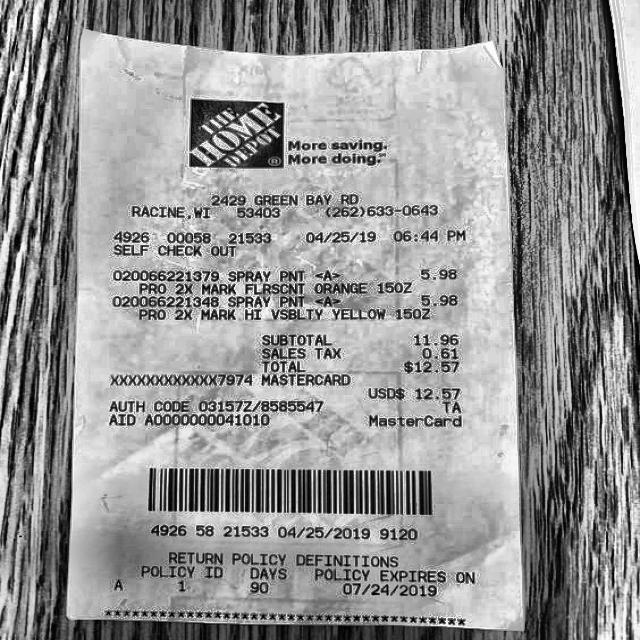 THE
HOME
DEPOT®
More saving.
More doing.™
2429 GREEN BAY RD
RACINE,WI 53403 (262)633-0643
4926 00058 21533 04/25/19 06:44 PM
SELF CHECK OUT
020066221379 SPRAY PNT <A> 5.98
PRO 2X MARK FLRSCNT ORANGE 15OZ
020066221348 SPRAY PNT <A> 5.98
PRO 2X MARK HI VSBLTY YELLOW 15OZ
SUBTOTAL 11.96
SALES TAX 0.61
TOTAL $12.57
XXXXXXXXXXXX7974 MASTERCARD
USD$ 12.57
AUTH CODE 03157Z/8585547 TA
AID A0000000041010 MasterCard
4926 58 21533 04/25/2019 9120
RETURN POLICY DEFINITIONS
POLICY ID DAYS POLICY EXPIRES ON
A 1 90 07/24/2019
******************************************